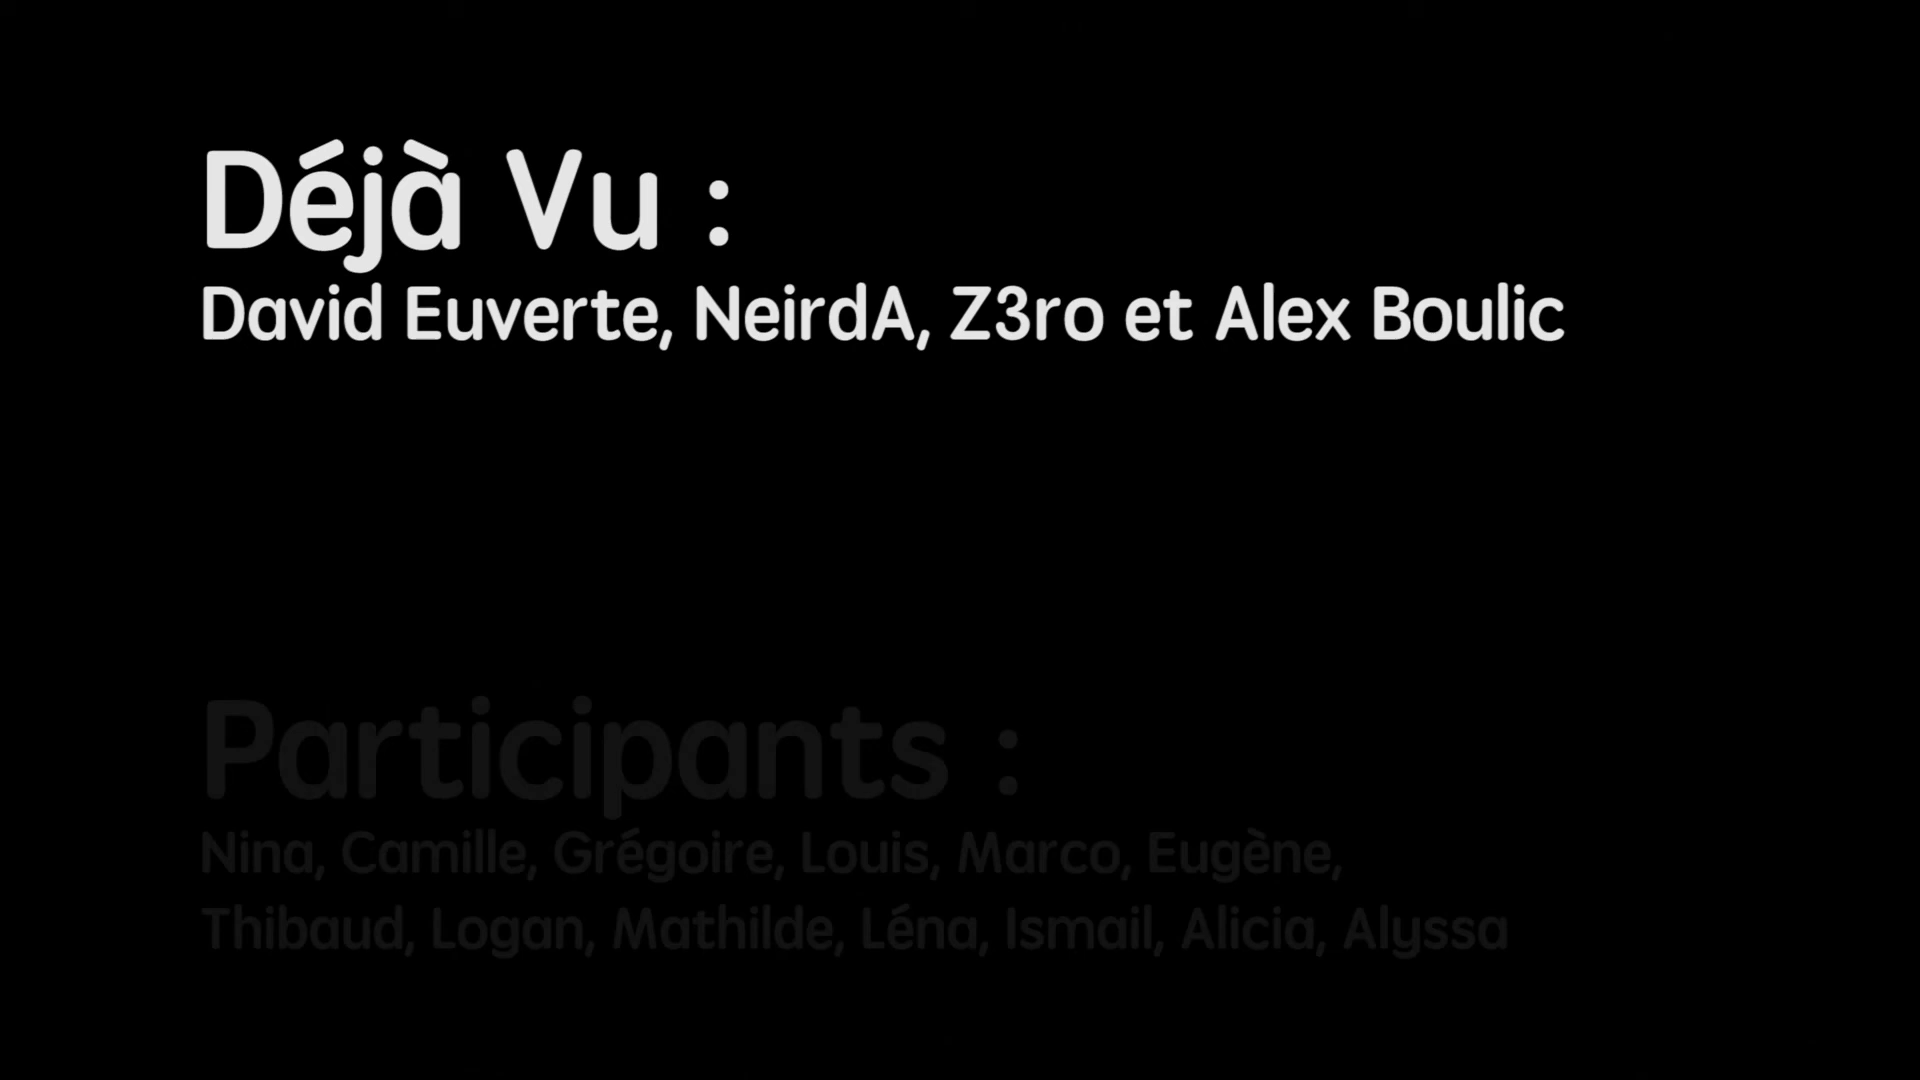 Déjà Vu :
David Euverte, NeirdA, Z3ro et Alex Boulic
Participants :
Nina, Camille, Grégoire, Louis, Marco, Eugène,
Thibaud, Logan, Mathilde, Léna, Ismail, Alicia, Alyssa